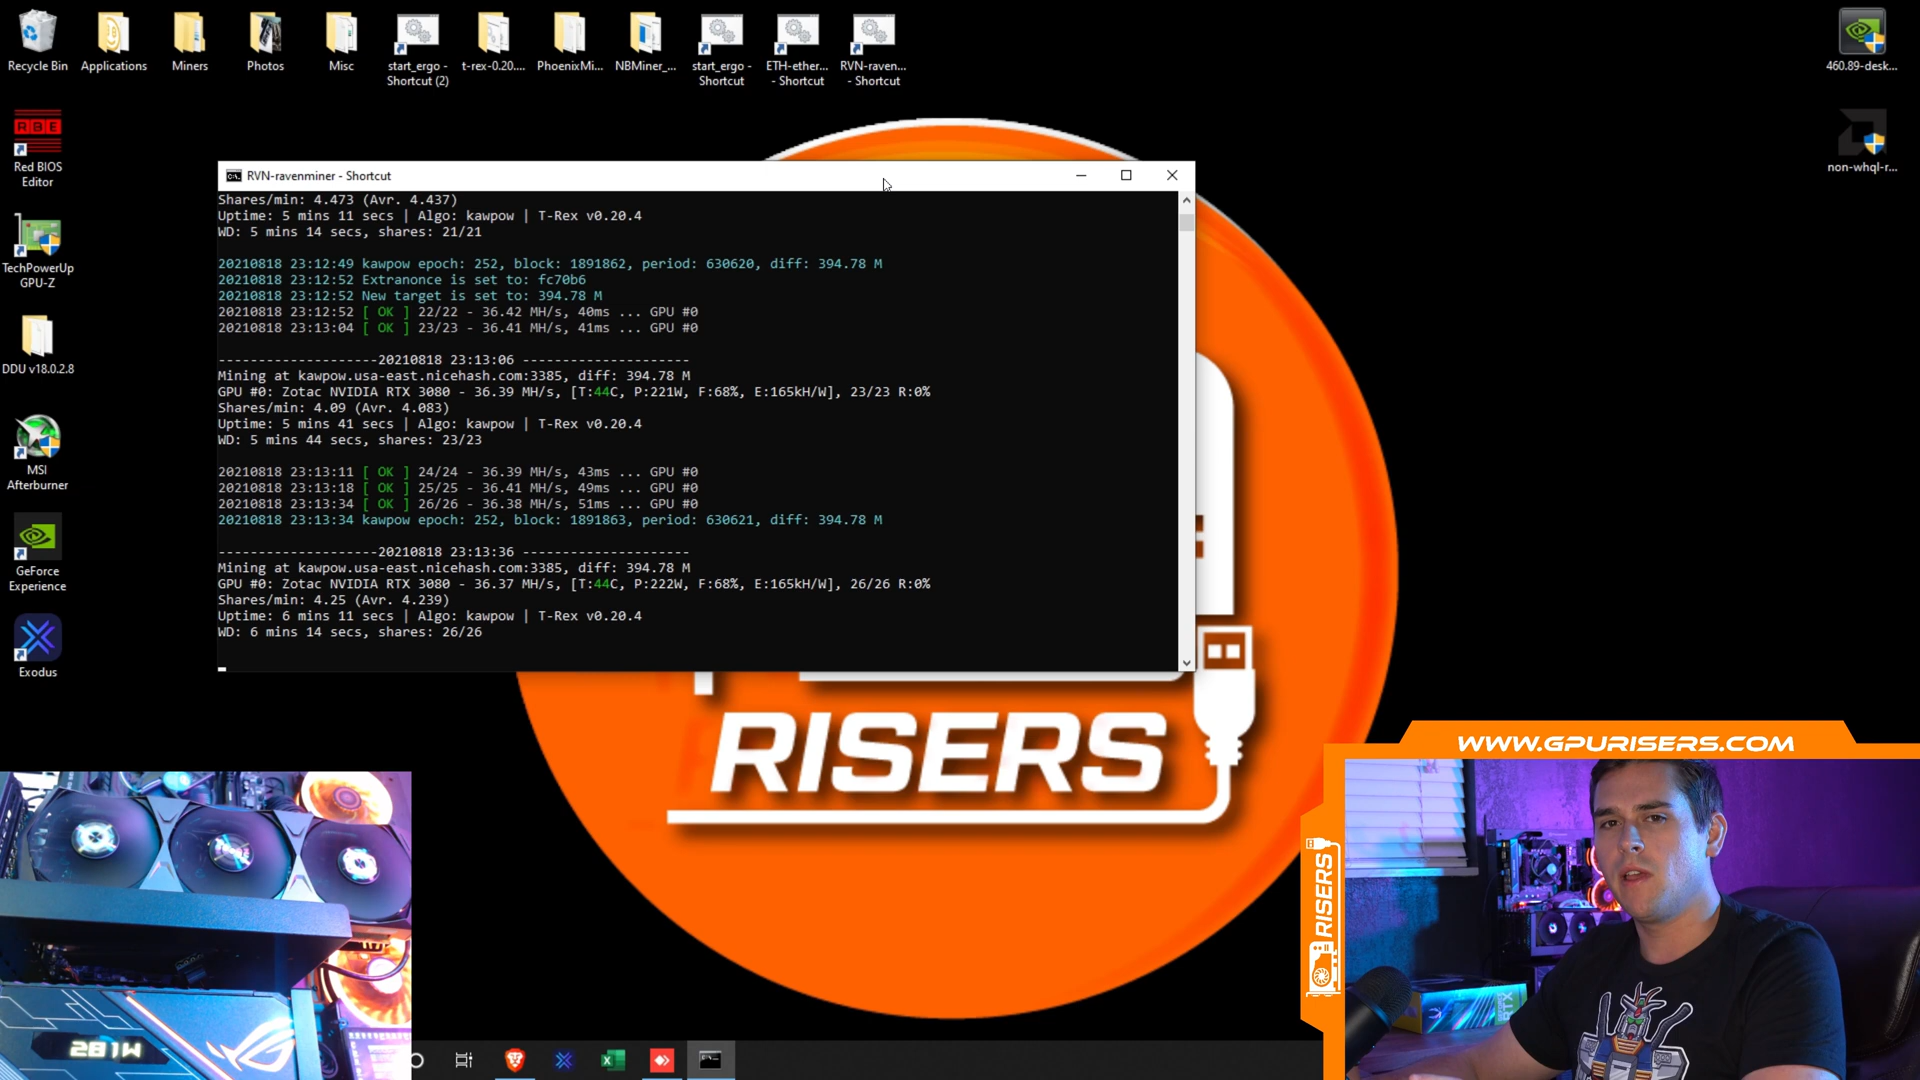 Recycle Bin
Applications
Miners
Photos
Misc
start_ergo - Shortcut (2)
t-rex-0.20....
PhoenixMi...
NBMiner_...
start_ergo - Shortcut
ETH-ether... - Shortcut
RVN-raven... - Shortcut
460.89-desk...
RBE
Red BIOS Editor
non-whql-r...
TechPowerUp GPU-Z
DDU v18.0.2.8
MSI Afterburner
GeForce Experience
Exodus
RVN-ravenminer - Shortcut
Shares/min: 4.473 (Avr. 4.437)
Uptime: 5 mins 11 secs | Algo: kawpow | T-Rex v0.20.4
WD: 5 mins 14 secs, shares: 21/21
20210818 23:12:49 kawpow epoch: 252, block: 1891862, period: 630620, diff: 394.78 M
20210818 23:12:52 Extranonce is set to: fc70b6
20210818 23:12:52 New target is set to: 394.78 M
20210818 23:12:52 [ OK ] 22/22 - 36.42 MH/s, 40ms ... GPU #0
20210818 23:13:04 [ OK ] 23/23 - 36.41 MH/s, 41ms ... GPU #0
--------------------20210818 23:13:06 ---------------------
Mining at kawpow.usa-east.nicehash.com:3385, diff: 394.78 M
GPU #0: Zotac NVIDIA RTX 3080 - 36.39 MH/s, [T:44C, P:221W, F:68%, E:165kH/W], 23/23 R:0%
Shares/min: 4.09 (Avr. 4.083)
Uptime: 5 mins 41 secs | Algo: kawpow | T-Rex v0.20.4
WD: 5 mins 44 secs, shares: 23/23
20210818 23:13:11 [ OK ] 24/24 - 36.39 MH/s, 43ms ... GPU #0
20210818 23:13:18 [ OK ] 25/25 - 36.41 MH/s, 49ms ... GPU #0
20210818 23:13:34 [ OK ] 26/26 - 36.38 MH/s, 51ms ... GPU #0
20210818 23:13:34 kawpow epoch: 252, block: 1891863, period: 630621, diff: 394.78 M
--------------------20210818 23:13:36 ---------------------
Mining at kawpow.usa-east.nicehash.com:3385, diff: 394.78 M
GPU #0: Zotac NVIDIA RTX 3080 - 36.37 MH/s, [T:44C, P:222W, F:68%, E:165kH/W], 26/26 R:0%
Shares/min: 4.25 (Avr. 4.239)
Uptime: 6 mins 11 secs | Algo: kawpow | T-Rex v0.20.4
WD: 6 mins 14 secs, shares: 26/26
RISERS
WWW.GPURISERS.COM
RISERS
281W
RTX